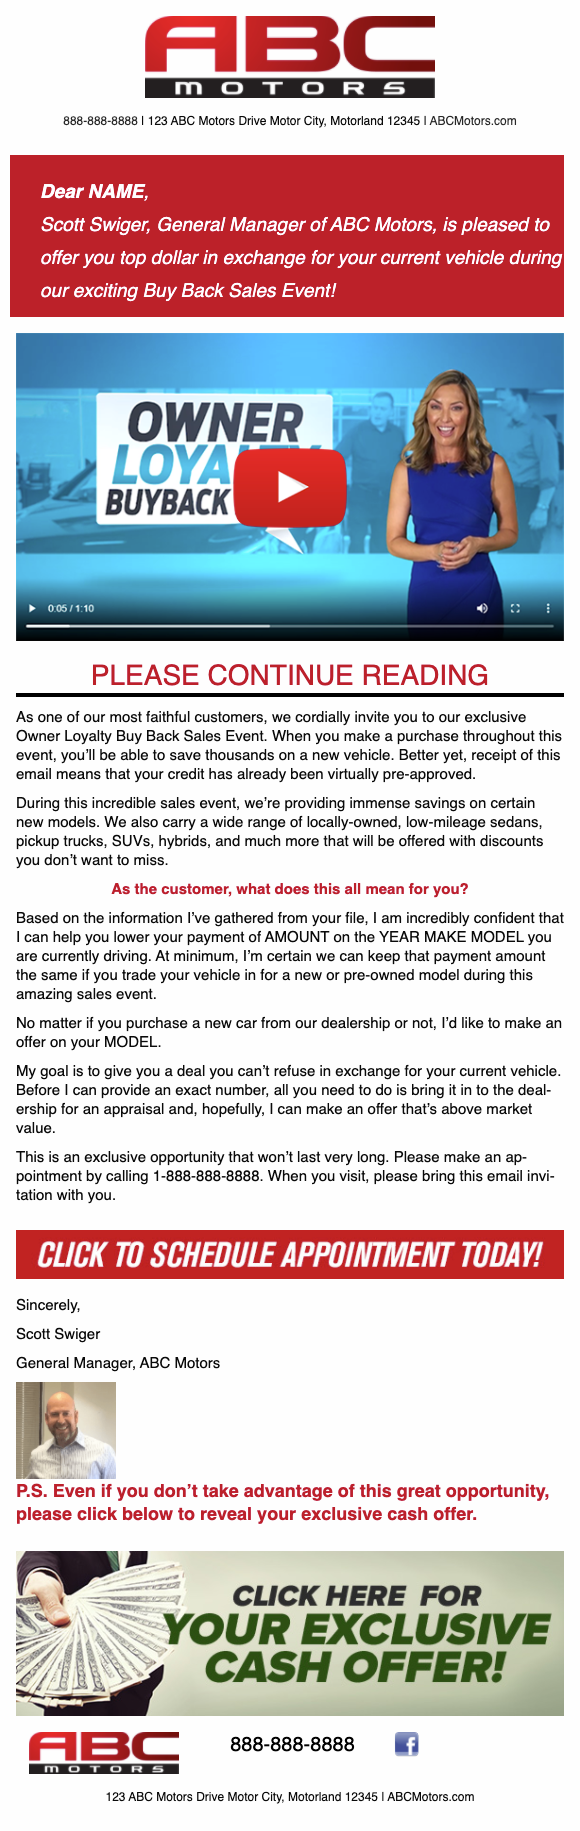 ABC
MOTORS
888-888-8888 | 123 ABC Motors Drive Motor City, Motorland 12345 | ABCMotors.com
Dear NAME,
Scott Swiger, General Manager of ABC Motors, is pleased to
offer you top dollar in exchange for your current vehicle during
our exciting Buy Back Sales Event!
OWNER
LOYALTY
BUYBACK
0:05 / 1:10
PLEASE CONTINUE READING
As one of our most faithful customers, we cordially invite you to our exclusive
Owner Loyalty Buy Back Sales Event. When you make a purchase throughout this
event, you’ll be able to save thousands on a new vehicle. Better yet, receipt of this
email means that your credit has already been virtually pre-approved.
During this incredible sales event, we’re providing immense savings on certain
new models. We also carry a wide range of locally-owned, low-mileage sedans,
pickup trucks, SUVs, hybrids, and much more that will be offered with discounts
you don’t want to miss.
As the customer, what does this all mean for you?
Based on the information I’ve gathered from your file, I am incredibly confident that
I can help you lower your payment of AMOUNT on the YEAR MAKE MODEL you
are currently driving. At minimum, I’m certain we can keep that payment amount
the same if you trade your vehicle in for a new or pre-owned model during this
amazing sales event.
No matter if you purchase a new car from our dealership or not, I’d like to make an
offer on your MODEL.
My goal is to give you a deal you can’t refuse in exchange for your current vehicle.
Before I can provide an exact number, all you need to do is bring it in to the deal-
ership for an appraisal and, hopefully, I can make an offer that’s above market
value.
This is an exclusive opportunity that won’t last very long. Please make an ap-
pointment by calling 1-888-888-8888. When you visit, please bring this email invi-
tation with you.
CLICK TO SCHEDULE APPOINTMENT TODAY!
Sincerely,
Scott Swiger
General Manager, ABC Motors
P.S. Even if you don’t take advantage of this great opportunity,
please click below to reveal your exclusive cash offer.
CLICK HERE FOR
YOUR EXCLUSIVE
CASH OFFER!
ABC
MOTORS
888-888-8888
f
123 ABC Motors Drive Motor City, Motorland 12345 | ABCMotors.com